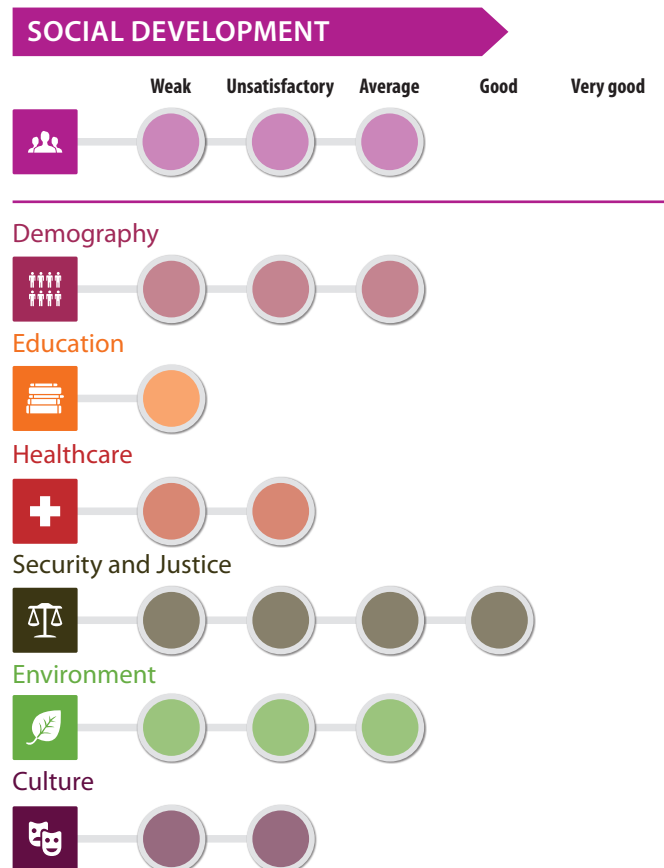 SOCIAL DEVELOPMENT
Weak Unsatisfactory Average Good Very good
Demography
Education
Healthcare
Security and Justice
Environment
Culture